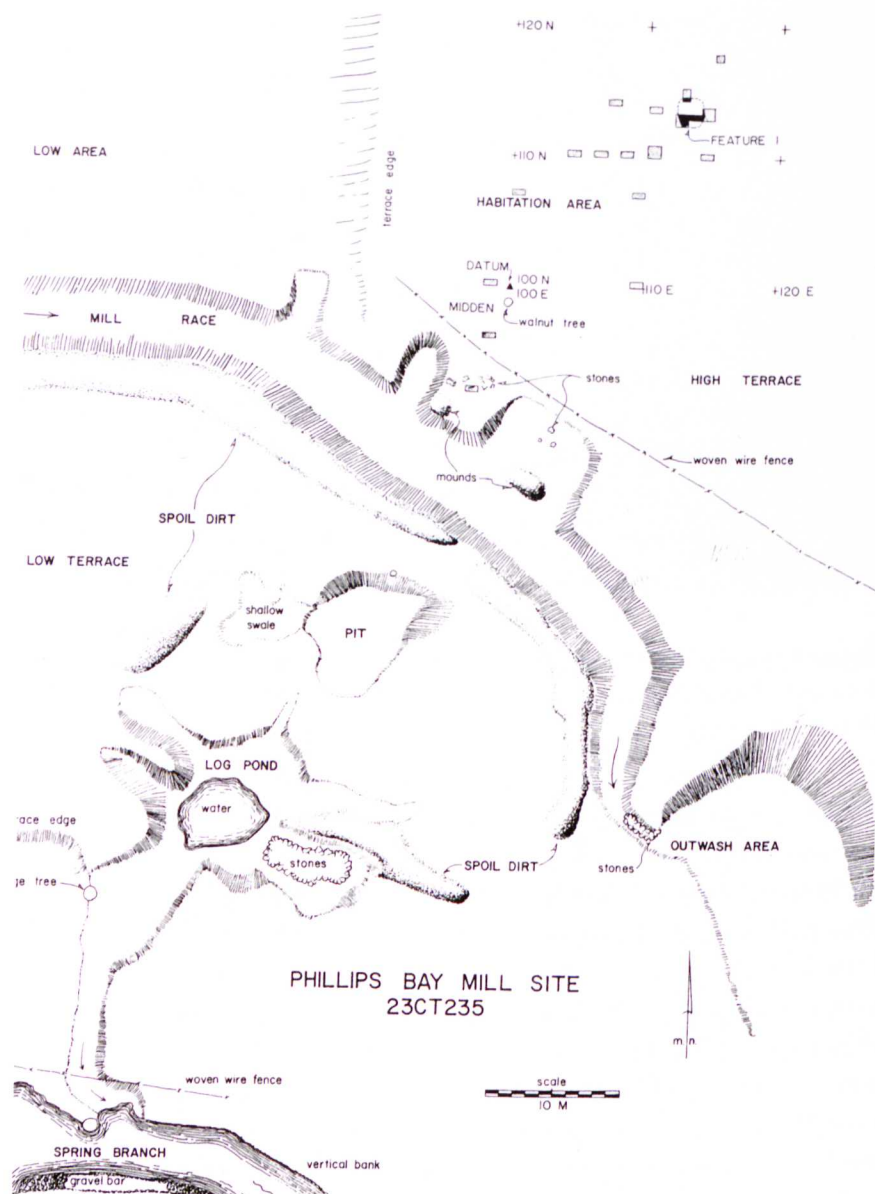 +120 N
LOW AREA
terrace edge
FEATURE 1
+110 N
HABITATION AREA
DATUM
100 N
100 E
+110 E
+120 E
MIDDEN
walnut tree
MILL RACE
stones
HIGH TERRACE
woven wire fence
mounds
SPOIL DIRT
LOW TERRACE
shallow
swale
PIT
LOG POND
water
race edge
stones
SPOIL DIRT
stones
OUTWASH AREA
ge tree
PHILLIPS BAY MILL SITE
23CT235
m.n.
woven wire fence
scale
10 M
SPRING BRANCH
vertical bank
gravel bar